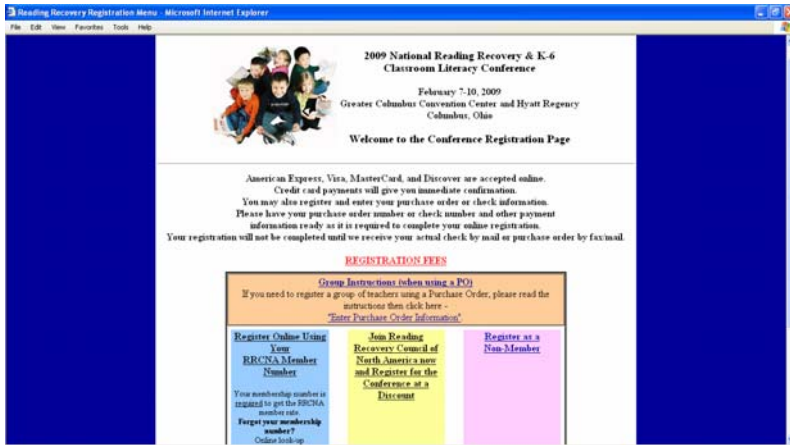 Reading Recovery Registration Menu - Microsoft Internet Explorer
File Edit View Favorites Tools Help
2009 National Reading Recovery & K-6
Classroom Literacy Conference
February 7-10, 2009
Greater Columbus Convention Center and Hyatt Regency
Columbus, Ohio
Welcome to the Conference Registration Page
American Express, Visa, MasterCard, and Discover are accepted online.
Credit card payments will give you immediate confirmation.
You may also register and enter your purchase order or check information.
Please have your purchase order number or check number and other payment
information ready as it is required to complete your online registration.
Your registration will not be completed until we receive your actual check by mail or purchase order by fax/mail.
REGISTRATION FEES
Group Instructions (when using a PO)
If you need to register a group of teachers using a Purchase Order, please read the
instructions then click here -
"Enter Purchase Order Information".
Register Online Using
Your
RRCNA Member
Number
Your membership number is
required to get the RRCNA
member rate.
Forgot your membership
number?
Online look-up
Join Reading
Recovery Council of
North America now
and Register for the
Conference at a
Discount
Register as a
Non-Member